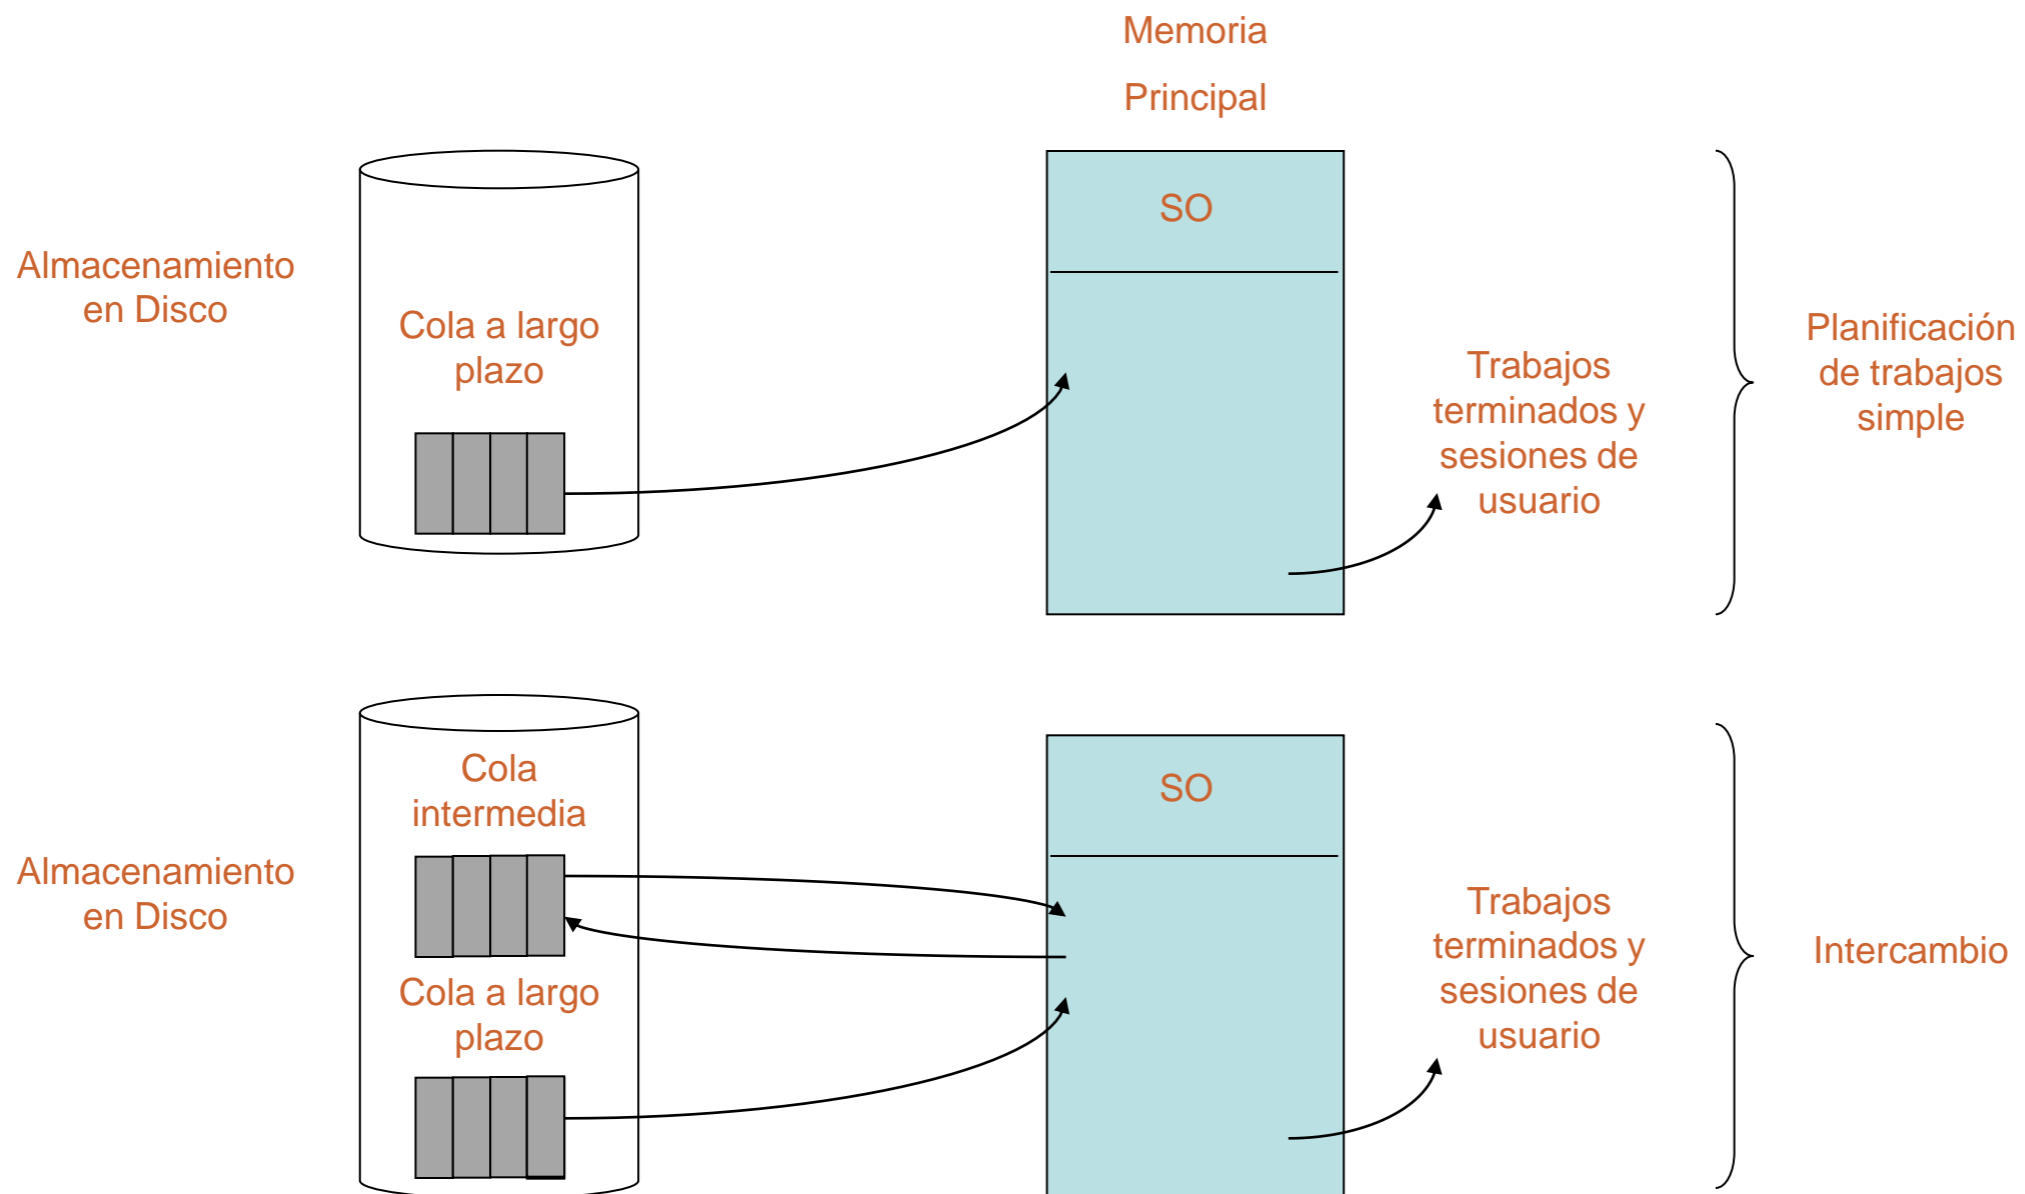 Memoria
Principal
SO
Almacenamiento
en Disco
Cola a largo
plazo
Trabajos
terminados y
sesiones de
usuario
Planificación
de trabajos
simple
Cola
intermedia
SO
Almacenamiento
en Disco
Cola a largo
plazo
Trabajos
terminados y
sesiones de
usuario
Intercambio